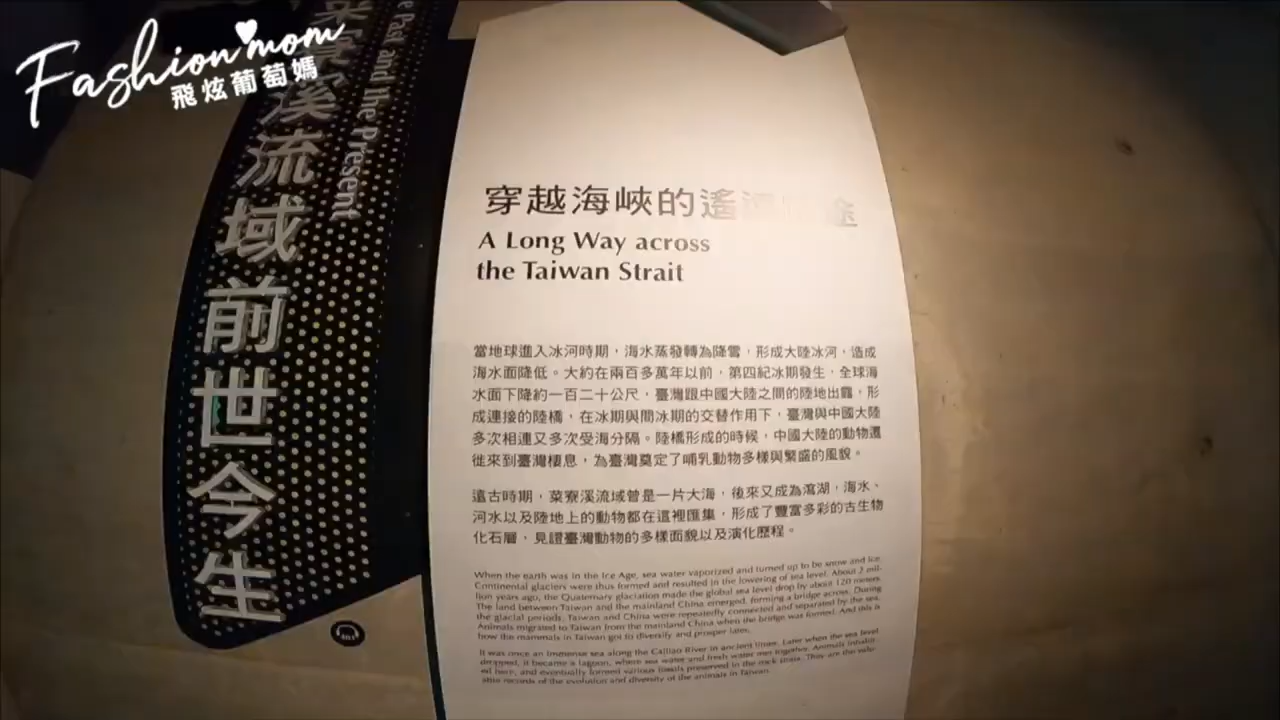 Fashion mom
飛炫葡萄媽
溪流域前世今生
Past and the Present
穿越海峽的遙 途
A Long Way across
the Taiwan Strait
當地球進入冰河時期，海水蒸發轉為降雪，形成大陸冰河，造成
海水面降低。大約在兩百多萬年以前，第四紀冰期發生，全球海
水面下降約一百二十公尺，臺灣跟中國大陸之間的陸地出露，形
成連接的陸橋，在冰期與間冰期的交替作用下，臺灣與中國大陸
多次相連又多次受海分隔。陸橋形成的時候，中國大陸的動物遷
徙來到臺灣棲息，為臺灣奠定了哺乳動物多樣與繁盛的風貌。
遠古時期，菜寮溪流域曾是一片大海，後來又成為瀉湖，海水、
河水以及陸地上的動物都在這裡匯集，形成了豐富多彩的古生物
化石層，見證臺灣動物的多樣面貌以及演化歷程。
When the earth was in the Ice Age, sea water vaporized and turned up to be snow and ice.
Continental glaciers were thus formed and resulted in the lowering of sea level. About 2 mil-
lion years ago, the Quaternary glaciation made the global sea level drop by about 120 meters.
The land between Taiwan and the mainland China emerged, forming a bridge across. During
the glacial periods, Taiwan and China were repeatedly connected and separated by the sea.
Animals migrated to Taiwan from the mainland China when the bridge was formed. And this is
how the mammals in Taiwan got to diversify and prosper later.
It was once an immense sea along the Cailiao River in ancient times. Later when the sea level
dropped, it became a lagoon, where sea water and fresh water met together. Animals inhabit-
ed here, and eventually formed various fossils preserved in the rock strata. They are the valu-
able records of the evolution and diversity of the animals in Taiwan.